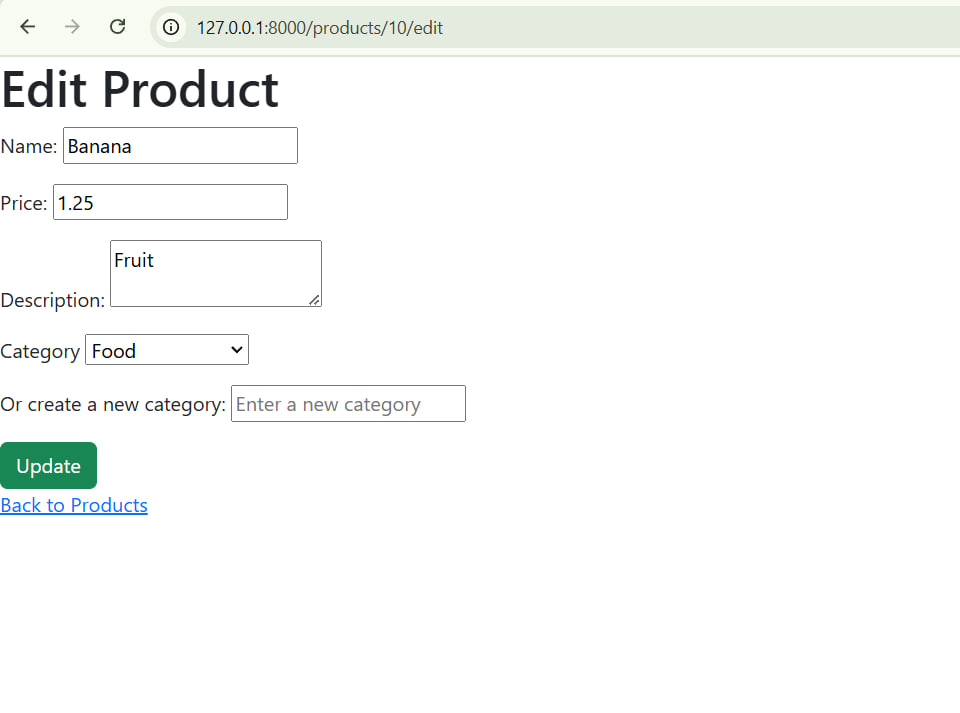 127.0.0.1:8000/products/10/edit
Edit Product
Name: Banana
Price: 1.25
Description: Fruit
Category Food
Or create a new category: Enter a new category
Update
Back to Products